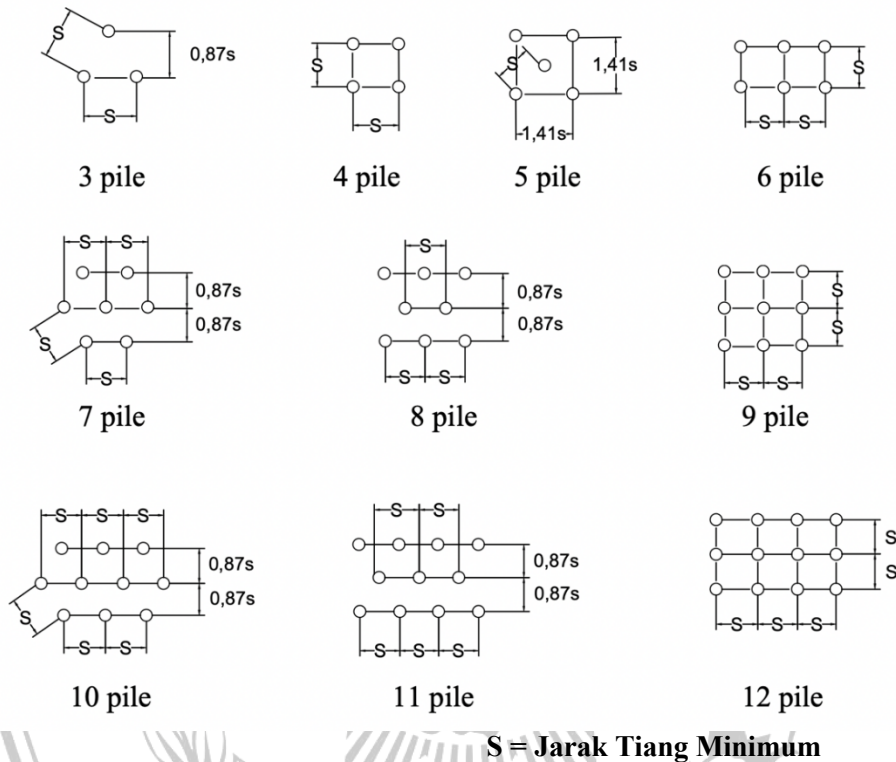 S
0,87s
S
3 pile
S
S
4 pile
S
1,41s
1,41s
5 pile
S
S S
6 pile
S S
0,87s
0,87s
S
S
7 pile
S
0,87s
0,87s
S S
8 pile
S
S
S S
9 pile
S S S
0,87s
0,87s
S
S S
10 pile
S S
0,87s
0,87s
S S S
11 pile
S
S
S S S
12 pile
S = Jarak Tiang Minimum